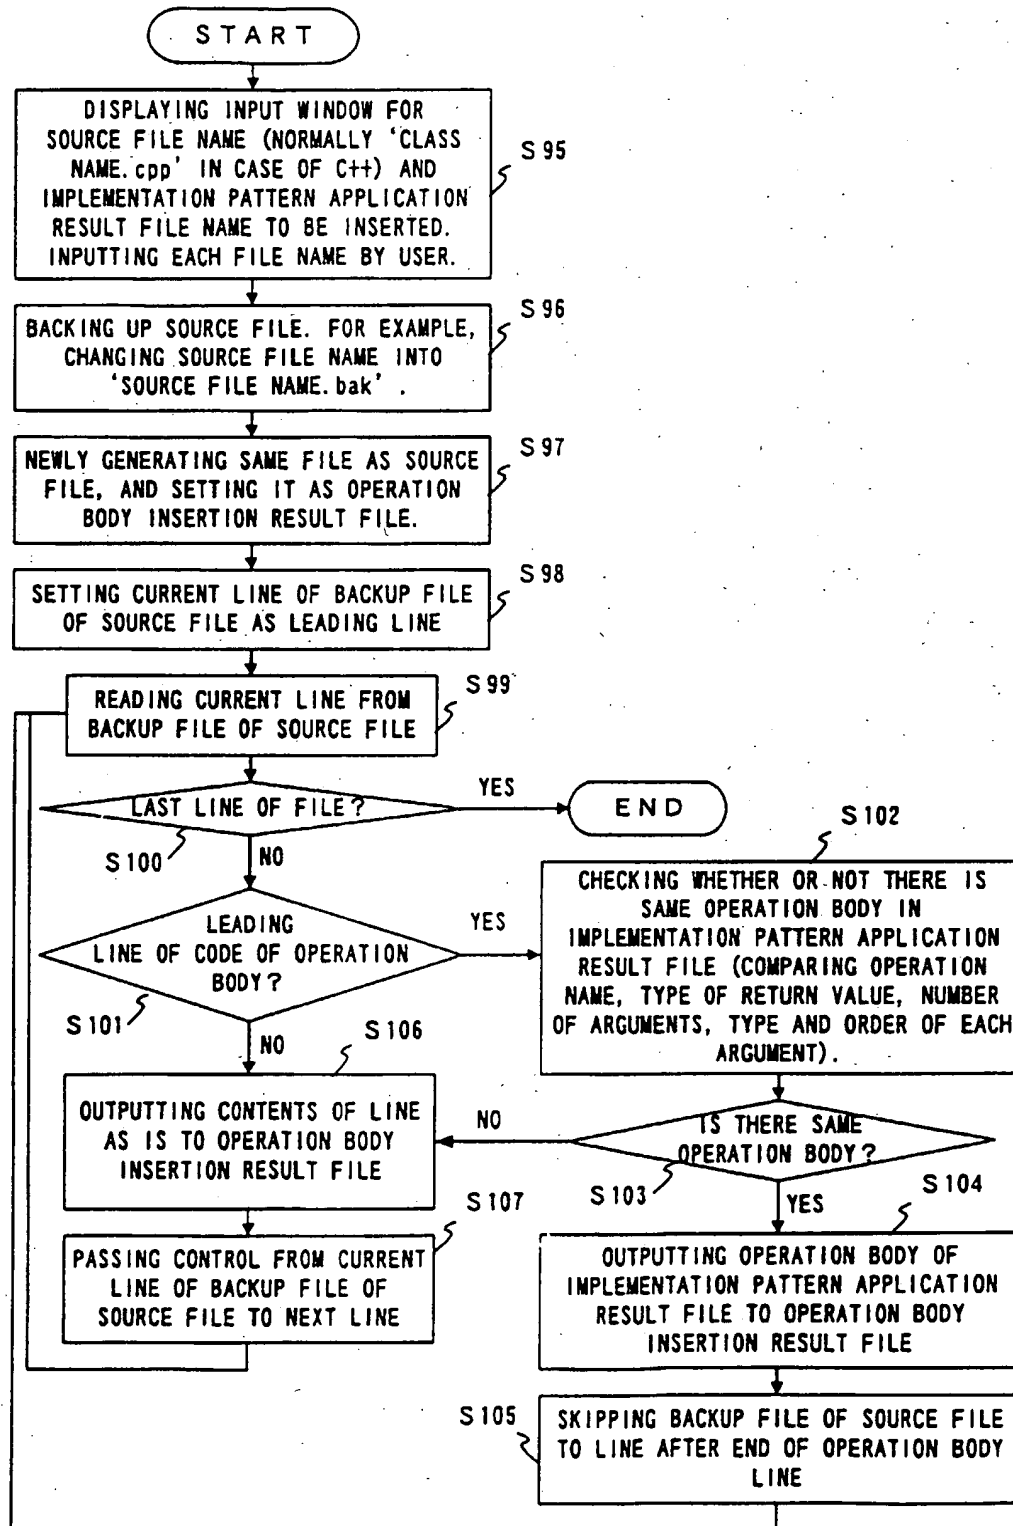 START
DISPLAYING INPUT WINDOW FOR
SOURCE FILE NAME (NORMALLY 'CLASS
NAME.cpp' IN CASE OF C++) AND
IMPLEMENTATION PATTERN APPLICATION
RESULT FILE NAME TO BE INSERTED.
INPUTTING EACH FILE NAME BY USER.
S95
BACKING UP SOURCE FILE. FOR EXAMPLE,
CHANGING SOURCE FILE NAME INTO
'SOURCE FILE NAME.bak'.
S96
NEWLY GENERATING SAME FILE AS SOURCE
FILE, AND SETTING IT AS OPERATION
BODY INSERTION RESULT FILE.
S97
SETTING CURRENT LINE OF BACKUP FILE
OF SOURCE FILE AS LEADING LINE
S98
READING CURRENT LINE FROM
BACKUP FILE OF SOURCE FILE
S99
LAST LINE OF FILE?
YES
END
S100
NO
LEADING
LINE OF CODE OF OPERATION
BODY?
YES
S101
NO
S102
CHECKING WHETHER OR NOT THERE IS
SAME OPERATION BODY IN
IMPLEMENTATION PATTERN APPLICATION
RESULT FILE (COMPARING OPERATION
NAME, TYPE OF RETURN VALUE, NUMBER
OF ARGUMENTS, TYPE AND ORDER OF EACH
ARGUMENT).
S106
OUTPUTTING CONTENTS OF LINE
AS IS TO OPERATION BODY
INSERTION RESULT FILE
NO
IS THERE SAME
OPERATION BODY?
S103
YES
S104
S107
PASSING CONTROL FROM CURRENT
LINE OF BACKUP FILE OF
SOURCE FILE TO NEXT LINE
OUTPUTTING OPERATION BODY OF
IMPLEMENTATION PATTERN APPLICATION
RESULT FILE TO OPERATION BODY
INSERTION RESULT FILE
S105
SKIPPING BACKUP FILE OF SOURCE FILE
TO LINE AFTER END OF OPERATION BODY
LINE